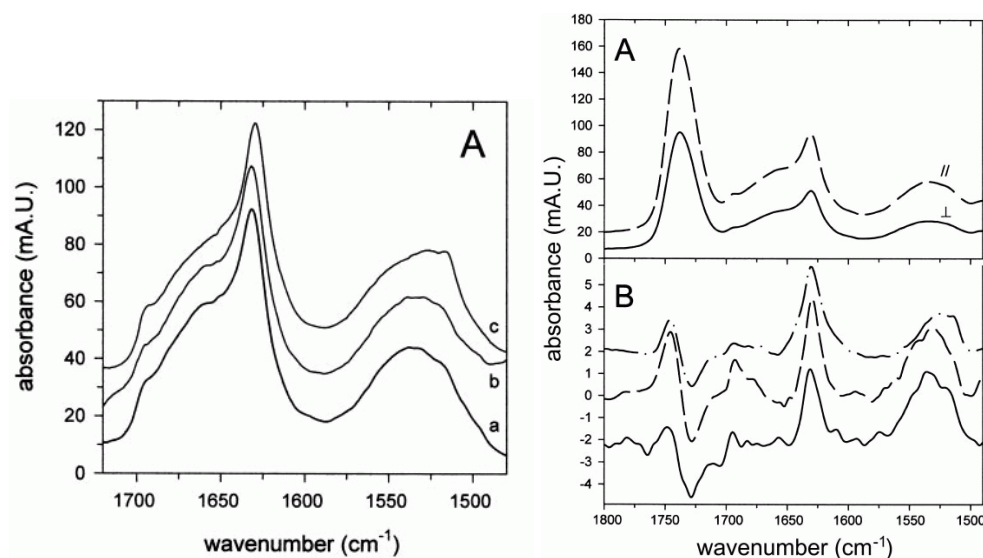 A
absorbance (mA.U.)
120
100
80
60
40
20
0
c
b
a
1700 1650 1600 1550 1500
wavenumber (cm⁻¹)
A
absorbance (mA.U.)
180
160
140
120
100
80
60
40
20
0
//
⊥
B
5
4
3
2
1
0
-1
-2
-3
-4
1800 1750 1700 1650 1600 1550 1500
wavenumber (cm⁻¹)